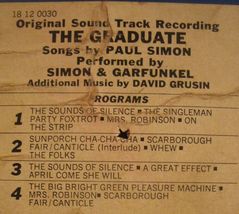 18 12 0030
Original Sound Track Recording
THE GRADUATE
Songs by PAUL SIMON
Performed by
SIMON & GARFUNKEL
Additional Music by DAVID GRUSIN
ROGRAMS
1 THE SOUNDS OF SILENCE ■ THE SINGLEMAN
PARTY FOXTROT ■ MRS. ROBINSON ■ ON
THE STRIP
2 SUNPORCH CHA-CHA-CHA ■ SCARBOROUGH
FAIR/CANTICLE (Interlude) ■ WHEW ■
THE FOLKS
3 THE SOUNDS OF SILENCE ■ A GREAT EFFECT ■
APRIL COME SHE WILL
4 THE BIG BRIGHT GREEN PLEASURE MACHINE ■
MRS. ROBINSON ■ SCARBOROUGH
FAIR/CANTICLE